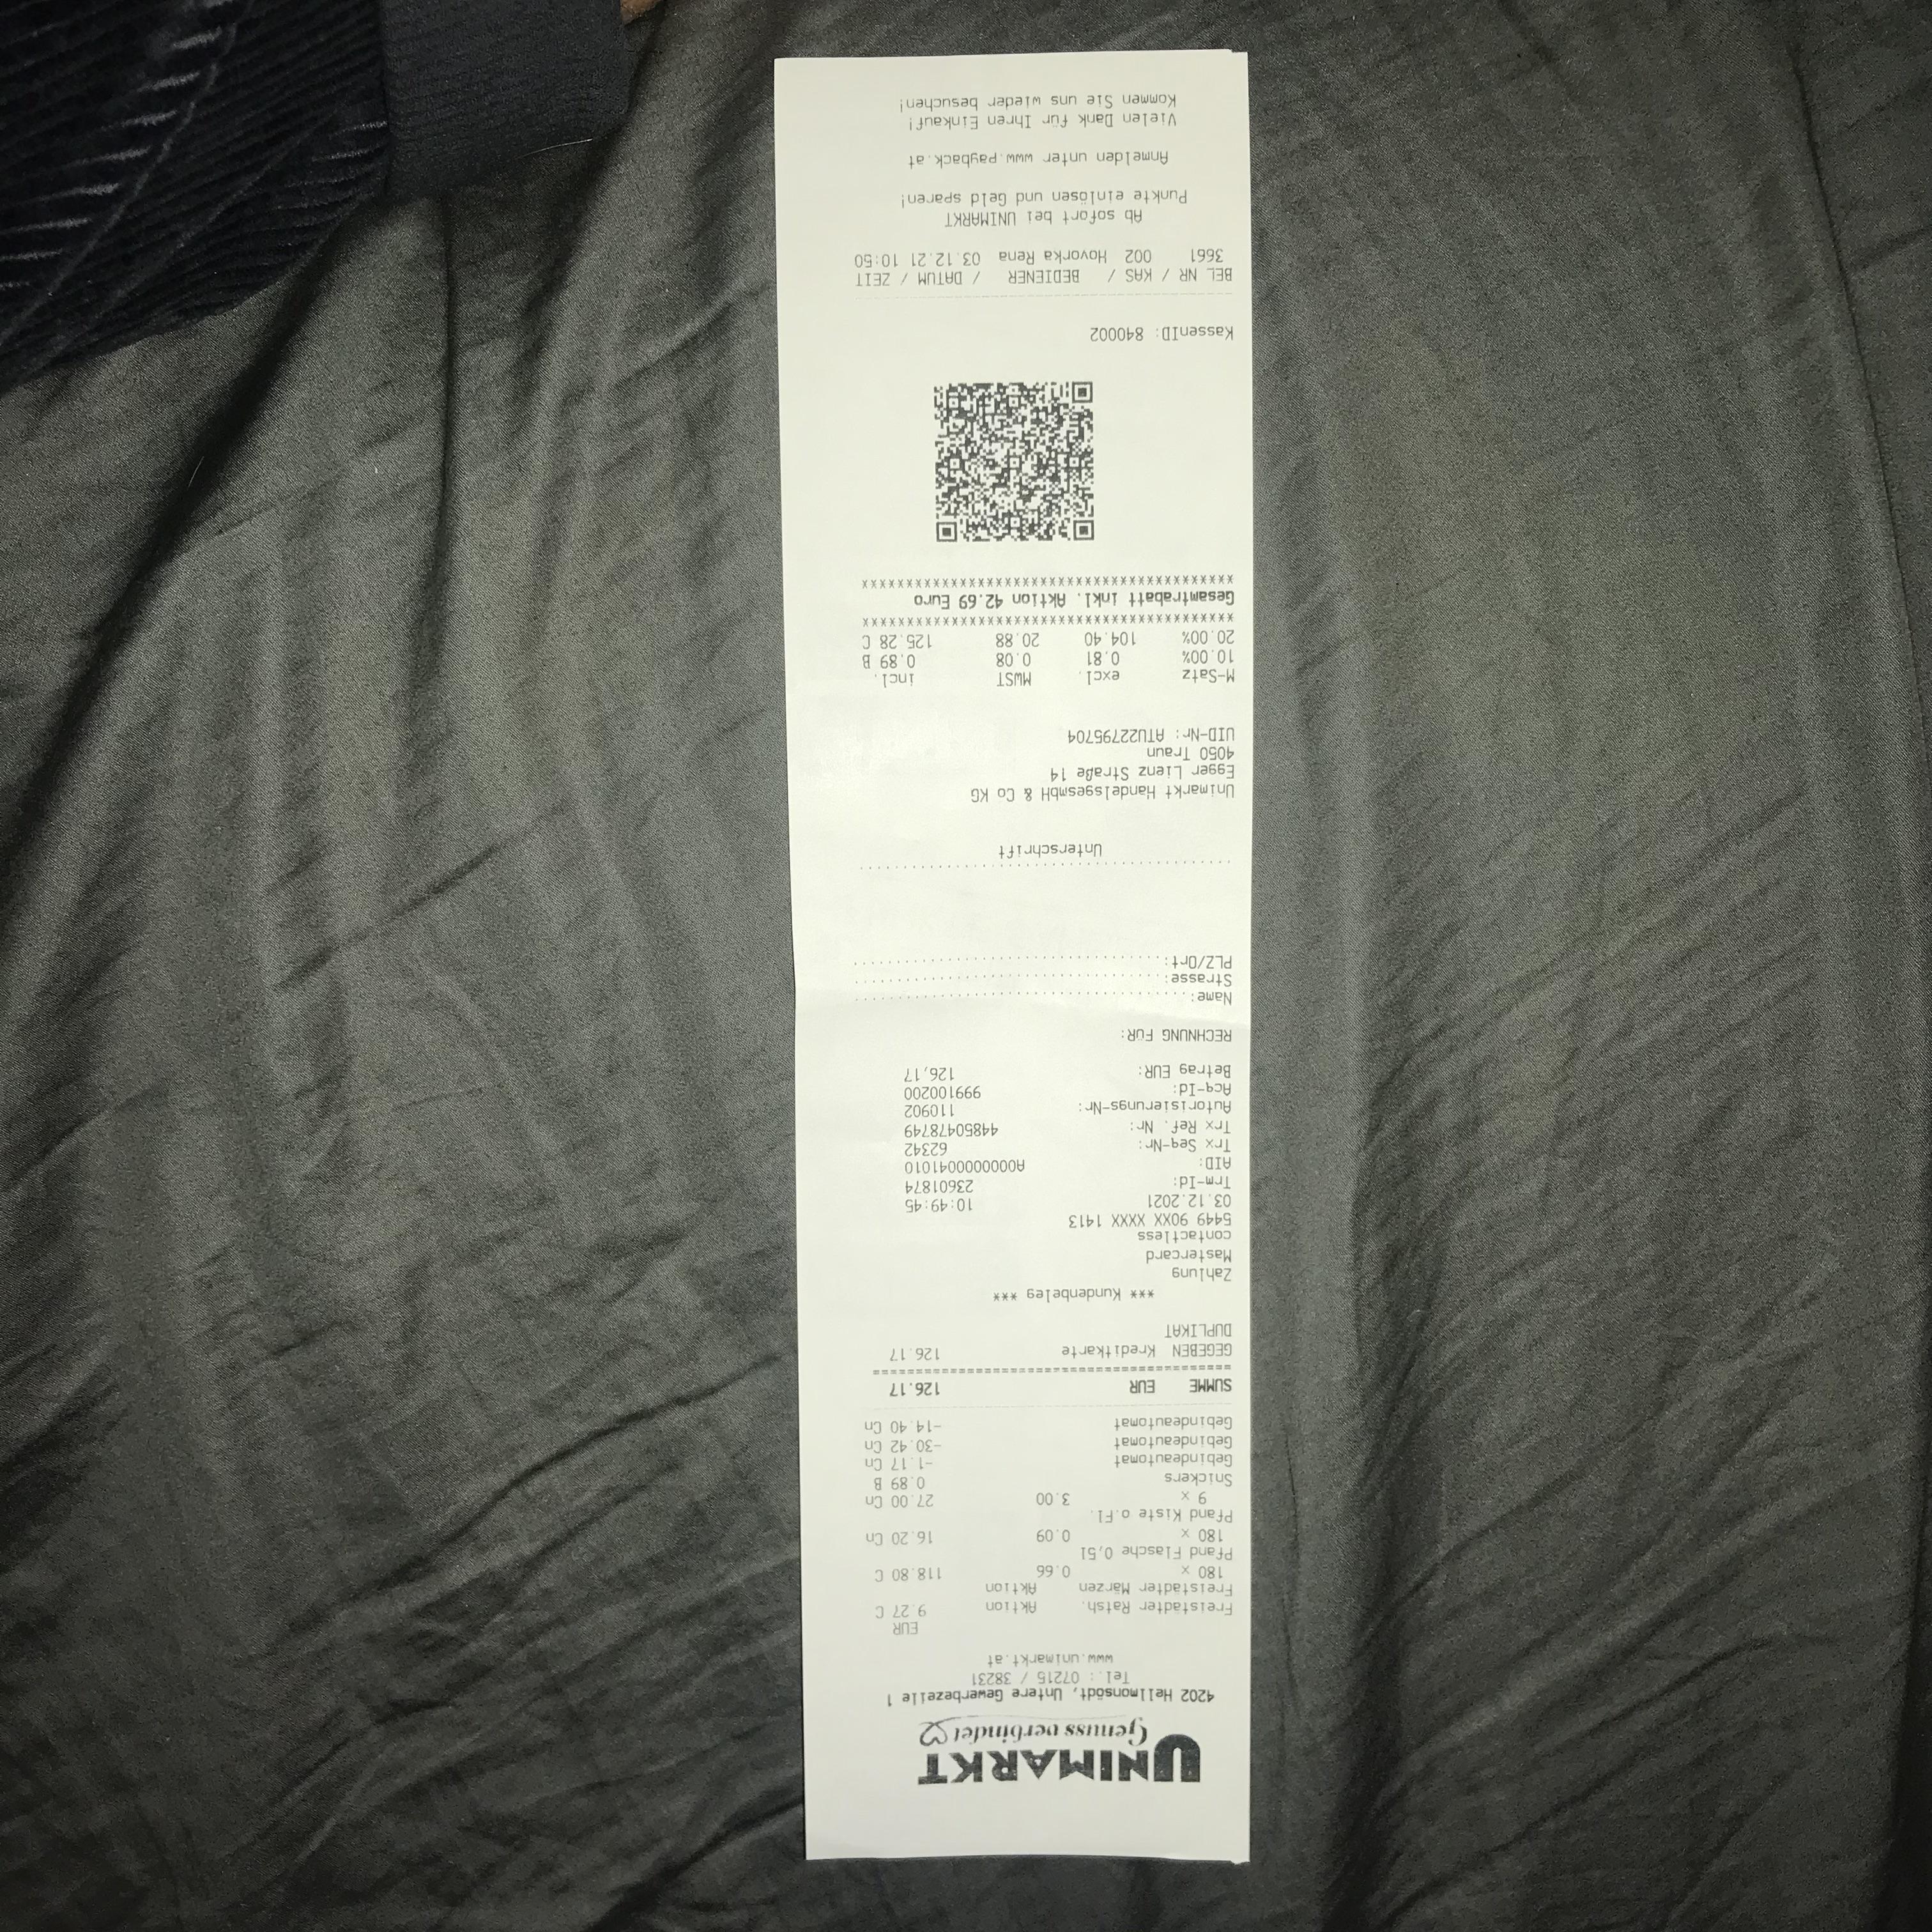 UNIMARKT
Genuss verbindet
4202 Hellmonsödt, Untere Gewerbezeile 1
Tel.: 07215 / 38231
www.unimarkt.at
EUR
Freistädter Ratsh. Aktion 9.27 C
Freistädter Märzen Aktion
180 x 0.66 118.80 C
Pfand Flasche 0,5l
180 x 0.09 16.20 Cn
Pfand Kiste o.Fl.
9 x 3.00 27.00 Cn
Snickers 0.89 B
Gebindeautomat -1.17 Cn
Gebindeautomat -30.42 Cn
Gebindeautomat -14.40 Cn
SUMME EUR 126.17
=========================================
GEGEBEN Kreditkarte 126.17
DUPLIKAT
*** Kundenbeleg ***
Zahlung
Mastercard
contactless
5449 90XX XXXX 1413
03.12.2021 10:49:45
Trm-Id: 23601874
AID: A0000000041010
Trx Seq-Nr: 62342
Trx Ref. Nr: 44850478749
Autorisierungs-Nr: 110902
Acq-Id: 999100200
Betrag EUR: 126,17
RECHNUNG FÜR:
Name:......................................
Strasse:...................................
PLZ/Ort:...................................
...........................................
Unterschrift
Unimarkt HandelsgesmbH & Co KG
Egger Lienz Straße 14
4050 Traun
UID-Nr: ATU22795704
M-Satz excl. MWST incl.
10.00% 0.81 0.08 0.89 B
20.00% 104.40 20.88 125.28 C
xxxxxxxxxxxxxxxxxxxxxxxxxxxxxxxxxxxxxxxxxx
Gesamtrabatt inkl. Aktion 42.69 Euro
xxxxxxxxxxxxxxxxxxxxxxxxxxxxxxxxxxxxxxxxxx
KassenID: 840002
BEL NR / KAS / BEDIENER / DATUM / ZEIT
3661 002 Hovorka Rena 03.12.21 10:50
Ab sofort bei UNIMARKT
Punkte einlösen und Geld sparen!
Anmelden unter www.payback.at
Vielen Dank für Ihren Einkauf!
Kommen Sie uns wieder besuchen!